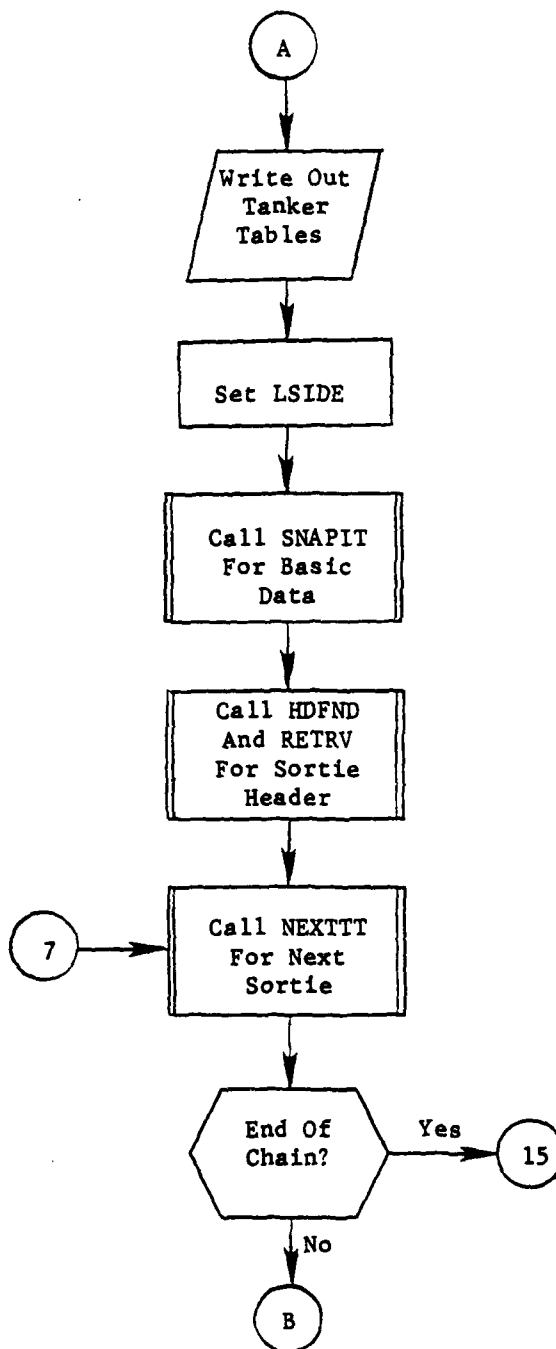 A
Write Out
Tanker
Tables
Set LSIDE
Call SNAPIT
For Basic
Data
Call HDFND
And RETRV
For Sortie
Header
7
Call NEXTTT
For Next
Sortie
End Of
Chain?
Yes
15
No
B